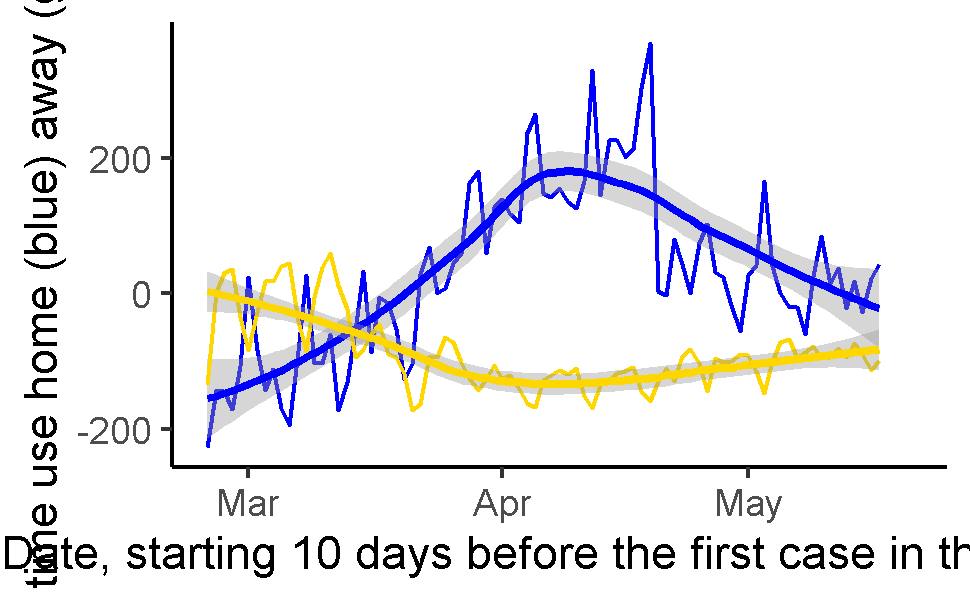 time use home (blue) away (g
200
0
-200
Mar Apr May
Date, starting 10 days before the first case in th